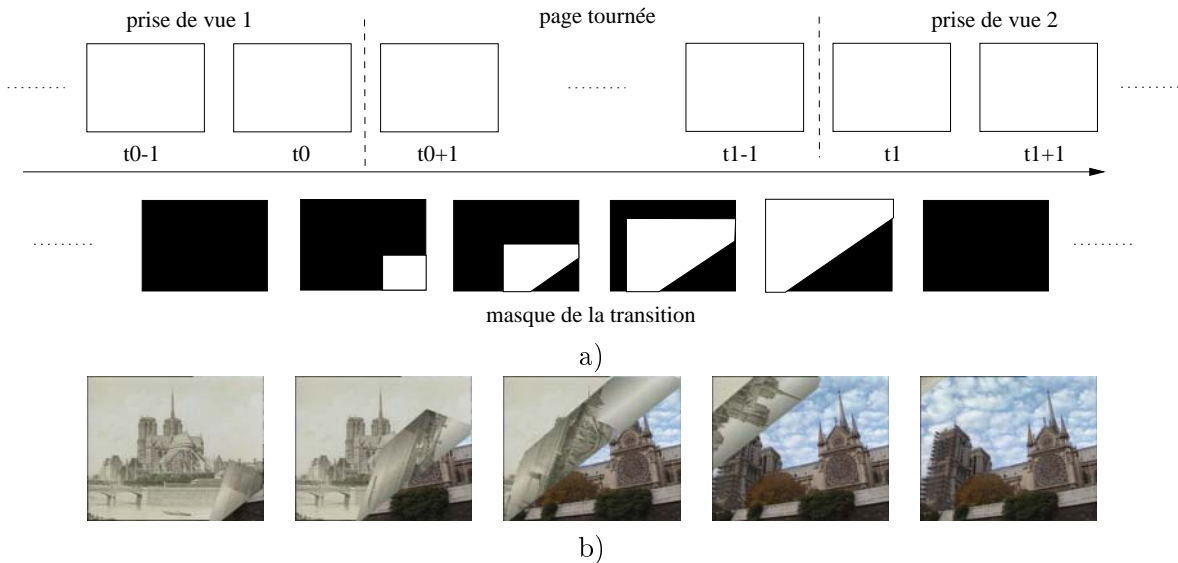 prise de vue 1 page tournée prise de vue 2
t0-1 t0 t0+1 t1-1 t1 t1+1
masque de la transition
a)
b)